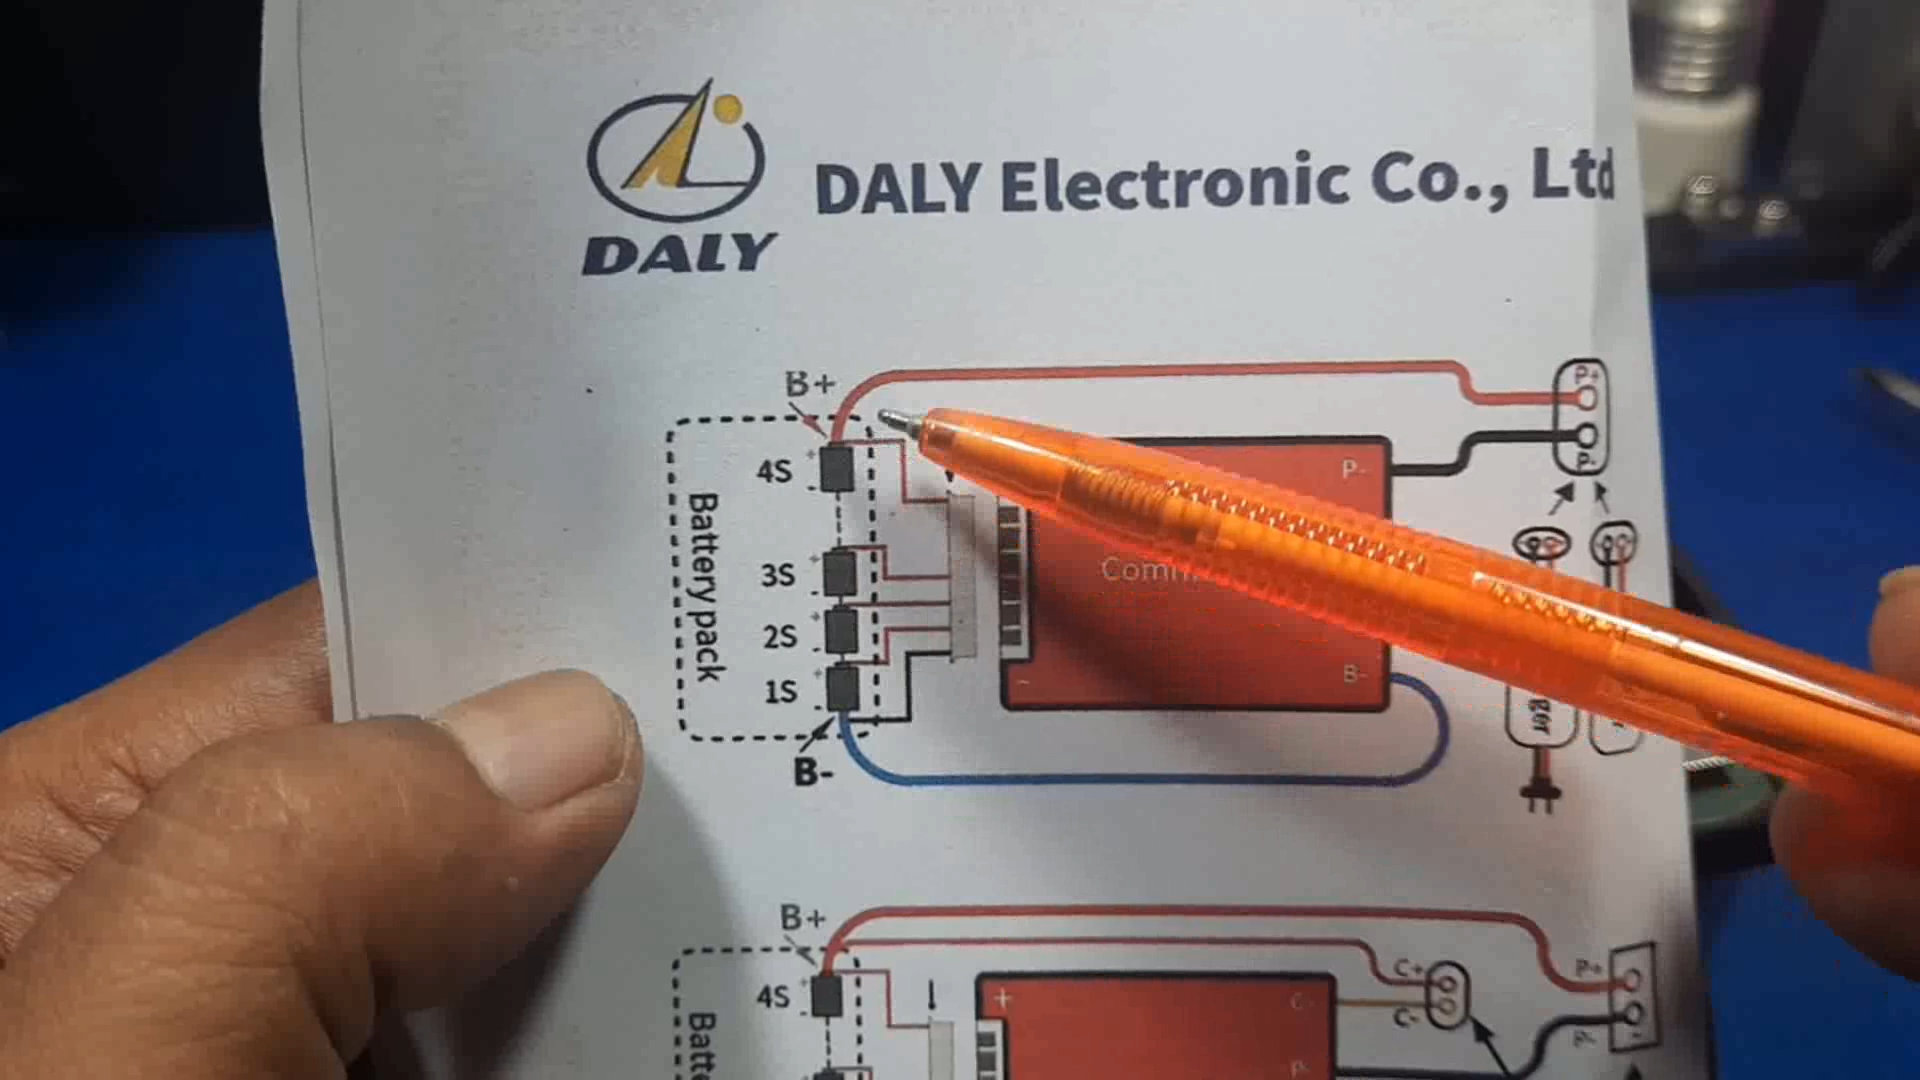 DALY
DALY Electronic Co., Ltd
B+
P+
4S
P-
P-
Battery pack
3S
2S
B-
1S
B-
B+
C+
P+
4S
C-
C-
P-
P-